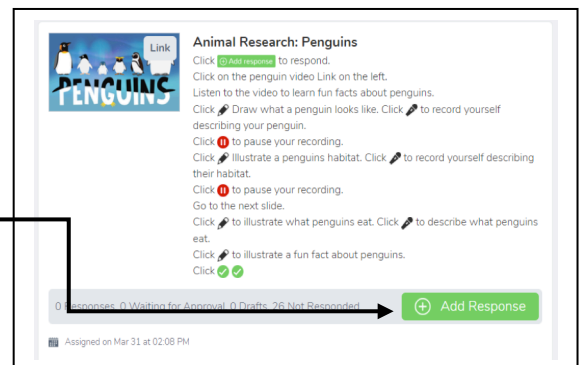 Link
PENGUINS
Animal Research: Penguins
Click Add response to respond.
Click on the penguin video Link on the left.
Listen to the video to learn fun facts about penguins.
Click Draw what a penguin looks like. Click to record yourself
describing your penguin.
Click to pause your recording.
Click Illustrate a penguins habitat. Click to record yourself describing
their habitat.
Click to pause your recording.
Go to the next slide.
Click to illustrate what penguins eat. Click to describe what penguins
eat.
Click to illustrate a fun fact about penguins.
Click
0 Responses, 0 Waiting for Approval, 0 Drafts, 26 Not Responded
Add Response
Assigned on Mar 31 at 02:08 PM